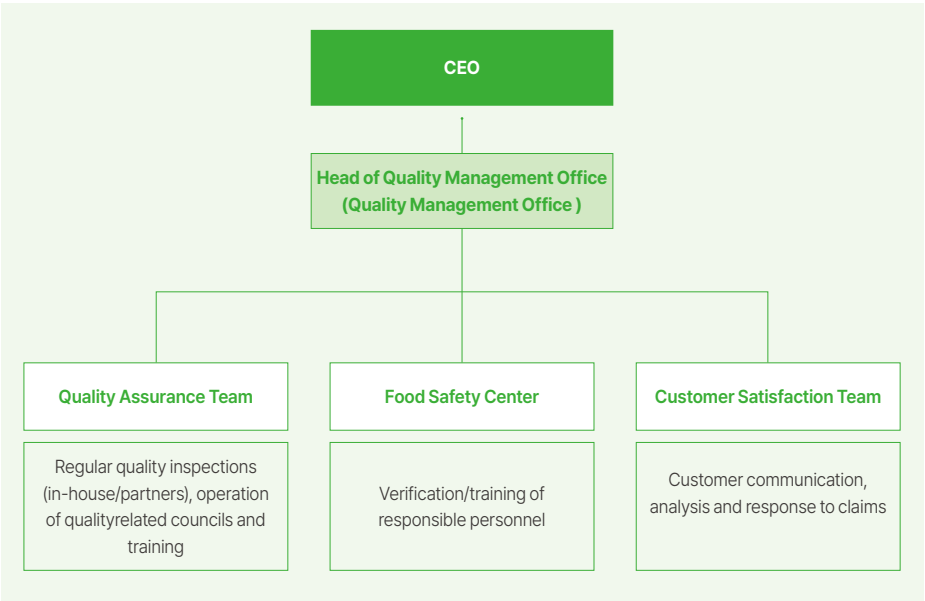 CEO
Head of Quality Management Office
(Quality Management Office )
Quality Assurance Team
Regular quality inspections
(in-house/partners), operation
of qualityrelated councils and
training
Food Safety Center
Verification/training of
responsible personnel
Customer Satisfaction Team
Customer communication,
analysis and response to claims